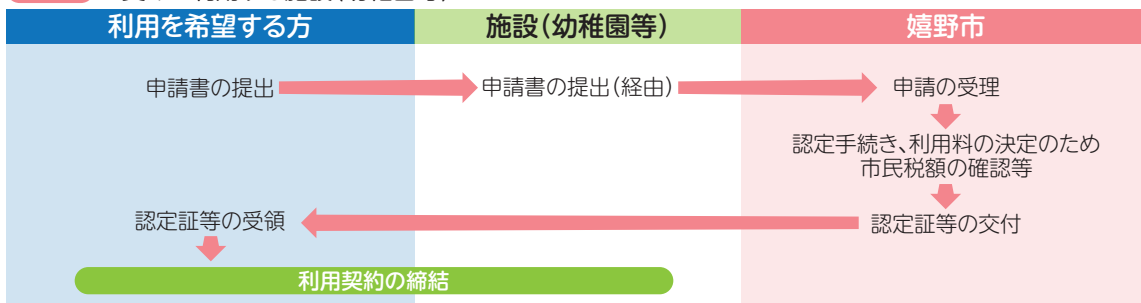 利用を希望する方
施設(幼稚園等)
嬉野市
申請書の提出
申請書の提出(経由)
申請の受理
認定手続き、利用料の決定のため
市民税額の確認等
認定証等の受領
認定証等の交付
利用契約の締結